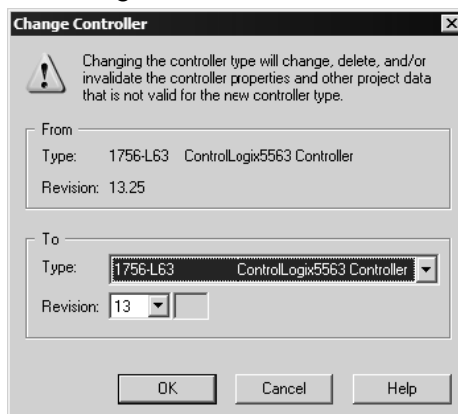 Change Controller
Changing the controller type will change, delete, and/or
invalidate the controller properties and other project data
that is not valid for the new controller type.
From
Type: 1756-L63 ControlLogix5563 Controller
Revision: 13.25
To
Type: 1756-L63 ControlLogix5563 Controller
Revision: 13
OK Cancel Help